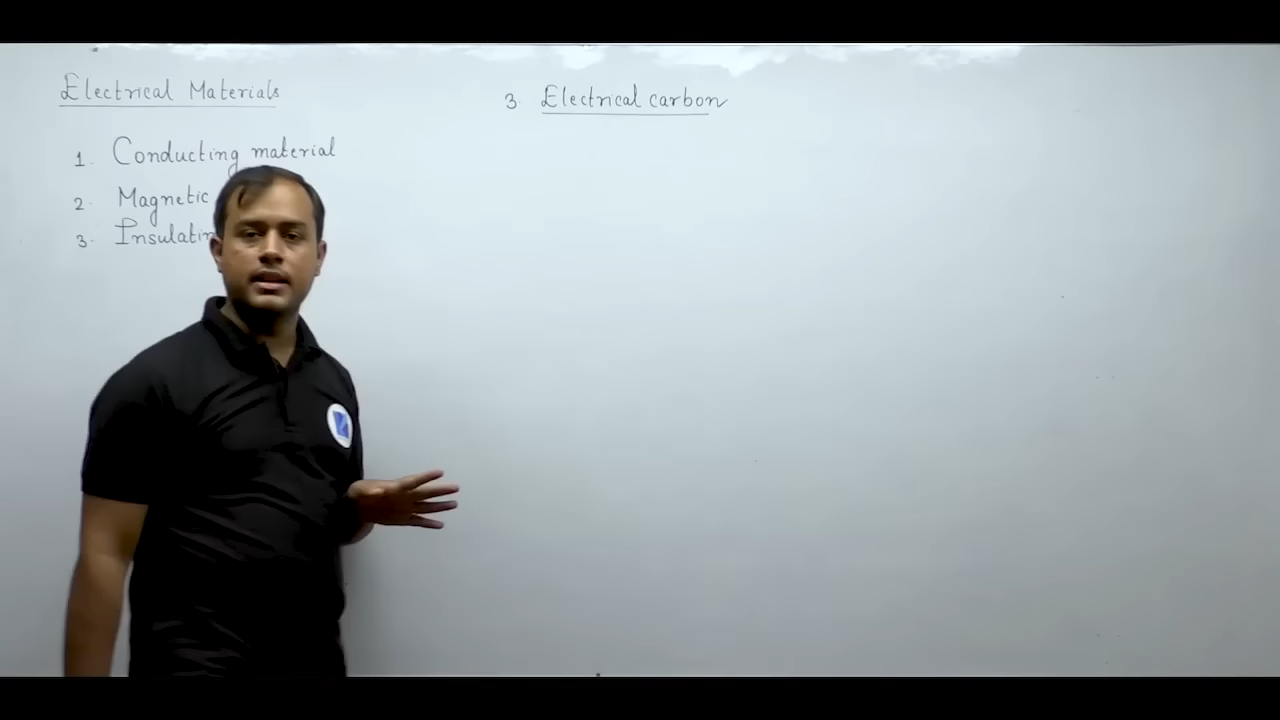 Electrical Materials
1. Conducting material
2. Magnetic
3. Insulatin
3. Electrical carbon